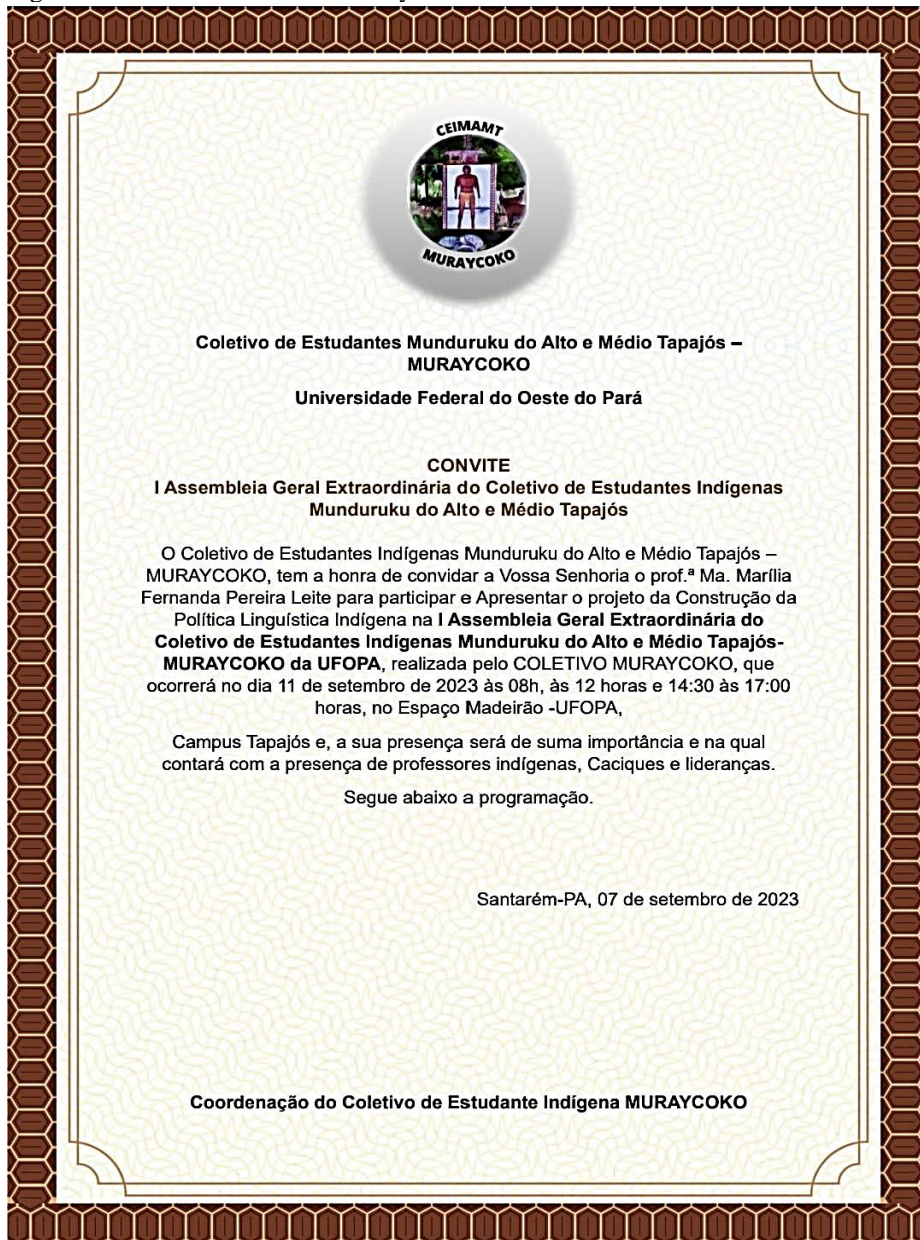 CEIMAMT
MURAYCOKO
Coletivo de Estudantes Munduruku do Alto e Médio Tapajós –
MURAYCOKO
Universidade Federal do Oeste do Pará
CONVITE
I Assembleia Geral Extraordinária do Coletivo de Estudantes Indígenas
Munduruku do Alto e Médio Tapajós
O Coletivo de Estudantes Indígenas Munduruku do Alto e Médio Tapajós –
MURAYCOKO, tem a honra de convidar a Vossa Senhoria o prof.ª Ma. Marília
Fernanda Pereira Leite para participar e Apresentar o projeto da Construção da
Política Linguística Indígena na I Assembleia Geral Extraordinária do
Coletivo de Estudantes Indígenas Munduruku do Alto e Médio Tapajós-
MURAYCOKO da UFOPA, realizada pelo COLETIVO MURAYCOKO, que
ocorrerá no dia 11 de setembro de 2023 às 08h, às 12 horas e 14:30 às 17:00
horas, no Espaço Madeirão -UFOPA,
Campus Tapajós e, a sua presença será de suma importância e na qual
contará com a presença de professores indígenas, Caciques e lideranças.
Segue abaixo a programação.
Santarém-PA, 07 de setembro de 2023
Coordenação do Coletivo de Estudante Indígena MURAYCOKO